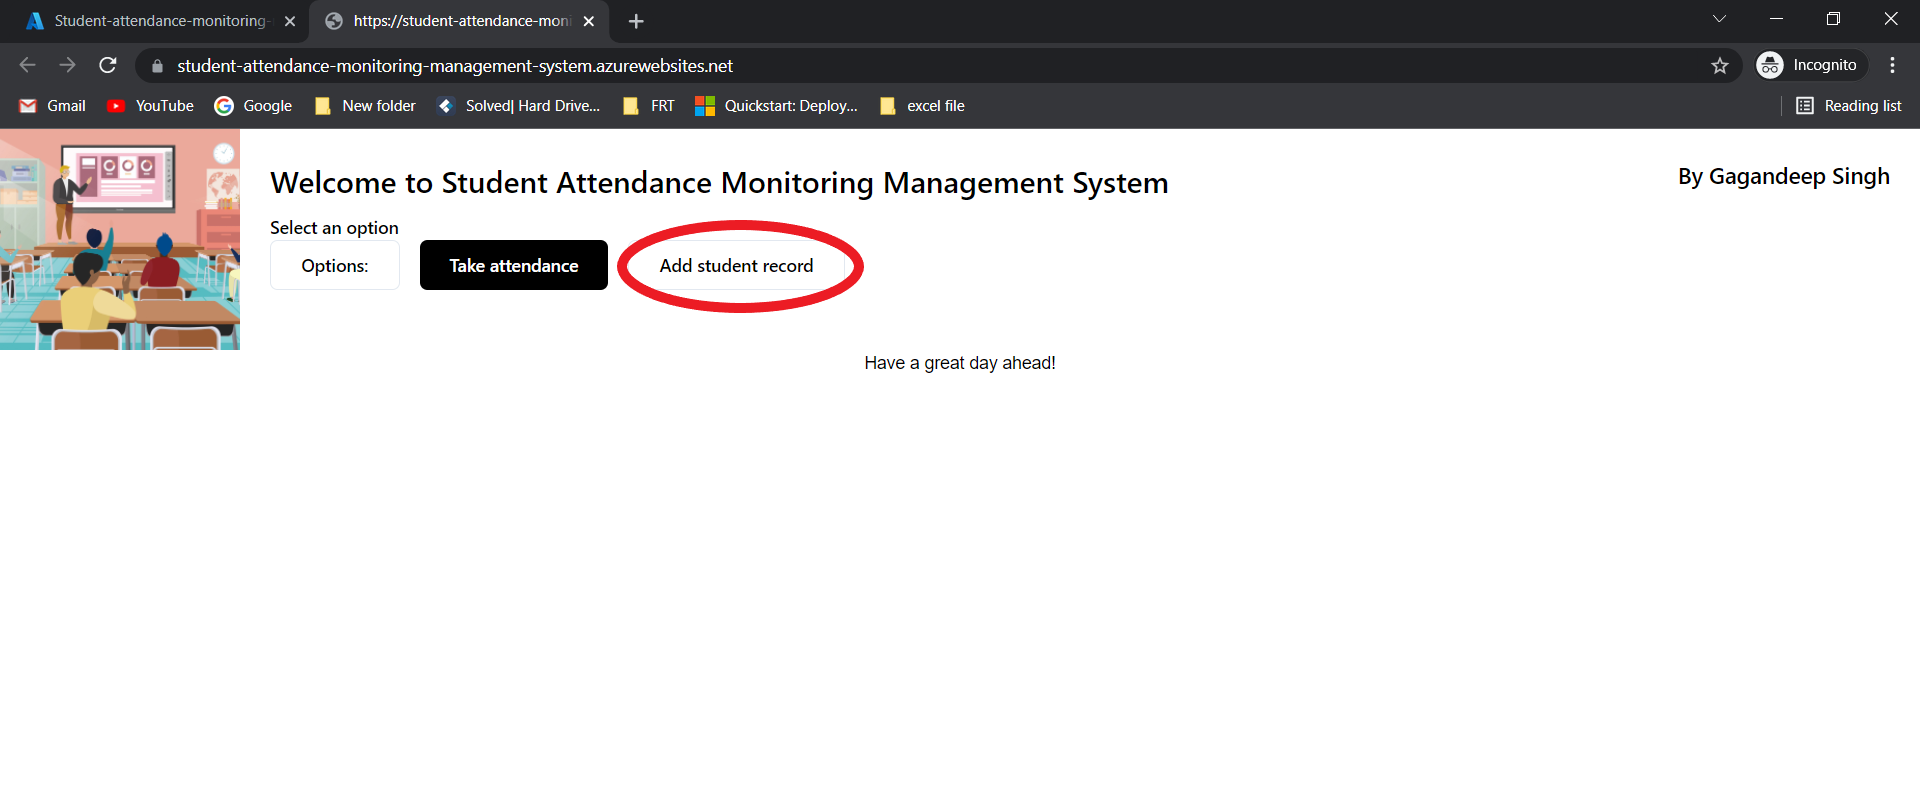 Student-attendance-monitoring-
https://student-attendance-moni
student-attendance-monitoring-management-system.azurewebsites.net
Incognito
Gmail
YouTube
Google
New folder
Solved| Hard Drive...
FRT
Quickstart: Deploy...
excel file
Reading list
Welcome to Student Attendance Monitoring Management System
By Gagandeep Singh
Select an option
Options:
Take attendance
Add student record
Have a great day ahead!